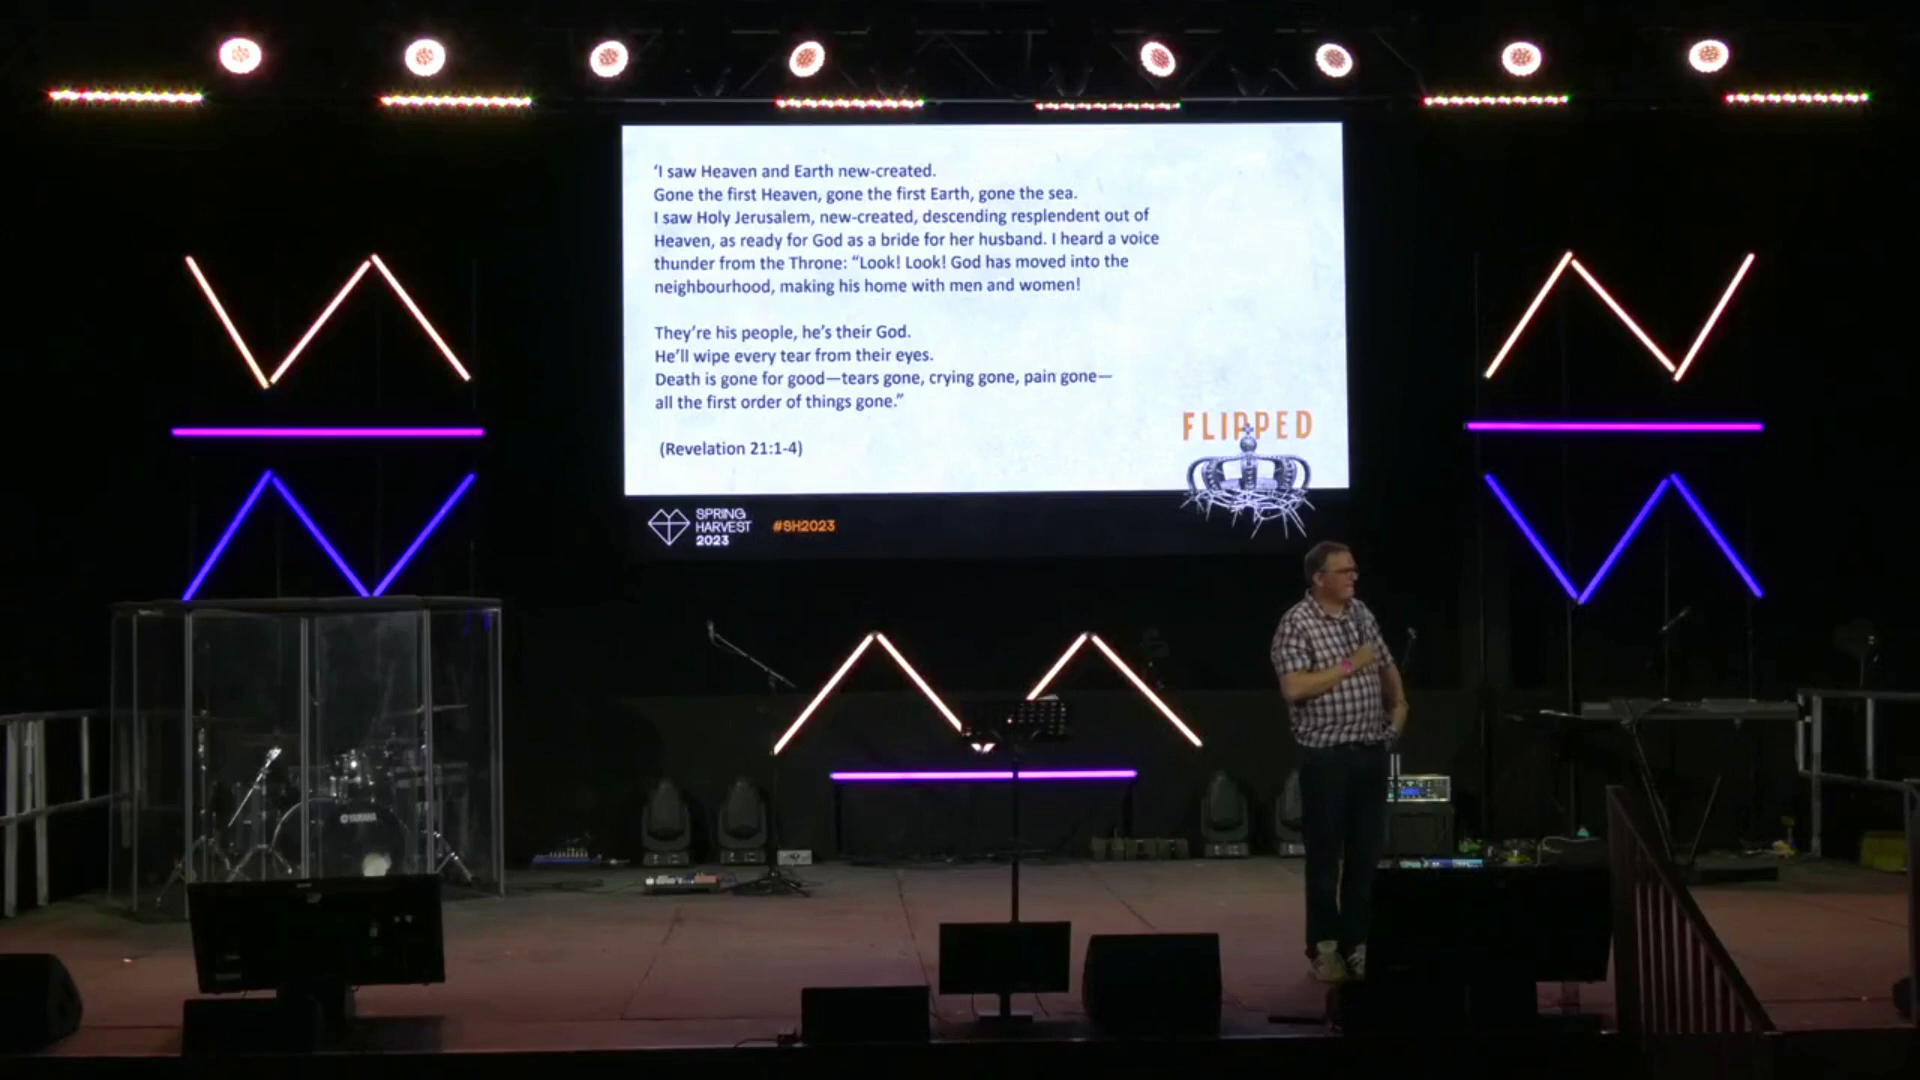 ‘I saw Heaven and Earth new-created.
Gone the first Heaven, gone the first Earth, gone the sea.
I saw Holy Jerusalem, new-created, descending resplendent out of
Heaven, as ready for God as a bride for her husband. I heard a voice
thunder from the Throne: “Look! Look! God has moved into the
neighbourhood, making his home with men and women!
They’re his people, he’s their God.
He’ll wipe every tear from their eyes.
Death is gone for good—tears gone, crying gone, pain gone—
all the first order of things gone.”
(Revelation 21:1-4)
FLIPPED
SPRING
HARVEST
2023
#SH2023
YAMAHA